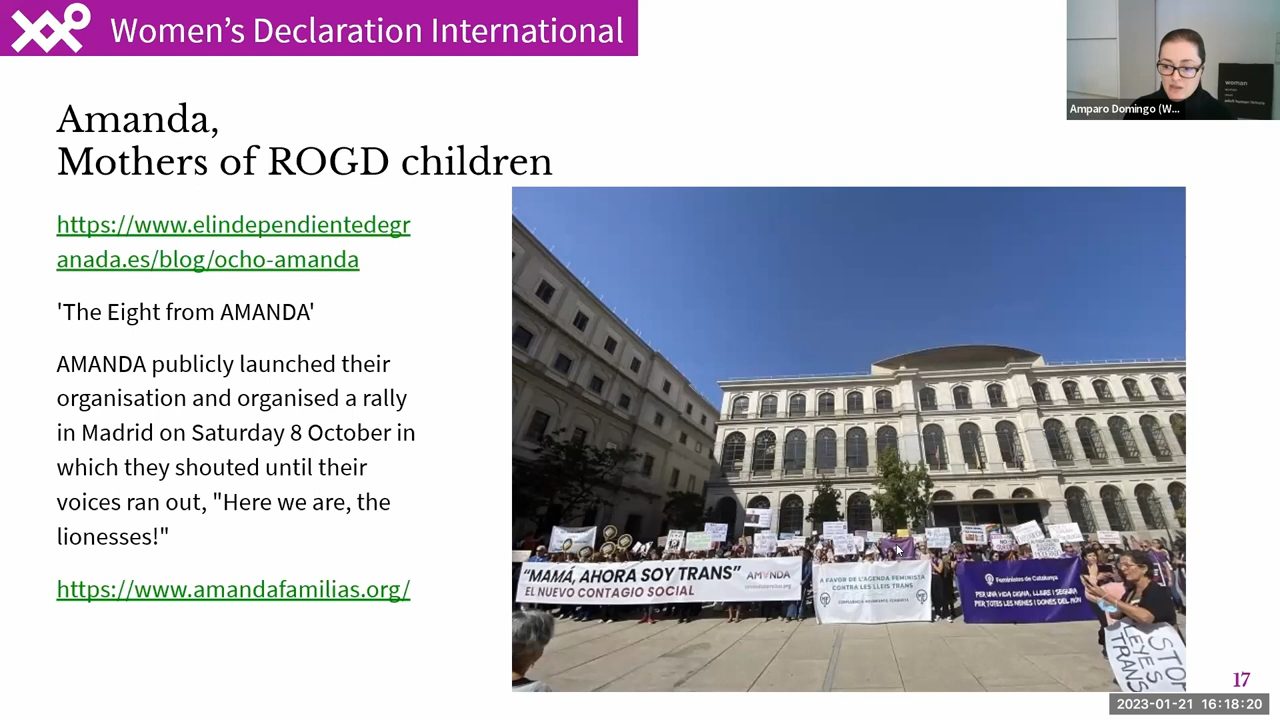 Women's Declaration International
Amparo Domingo (W...
woman
adult human female
Amanda,
Mothers of ROGD children
https://www.elindependientedegr
anada.es/blog/ocho-amanda
'The Eight from AMANDA'
AMANDA publicly launched their
organisation and organised a rally
in Madrid on Saturday 8 October in
which they shouted until their
voices ran out, "Here we are, the
lionesses!"
https://www.amandafamilias.org/
"MAMÁ, AHORA SOY TRANS"
EL NUEVO CONTAGIO SOCIAL
AMANDA
A FAVOR DE L'AGENDA FEMINISTA
CONTRA LES LLEIS TRANS
Feministes de Catalunya
PER UNA VIDA DIGNA, LLIURE I SEGURA
PER TOTES LES NENES I DONES DEL MÓN
STOP
LEYES
TRANS
17
2023-01-21 16:18:20